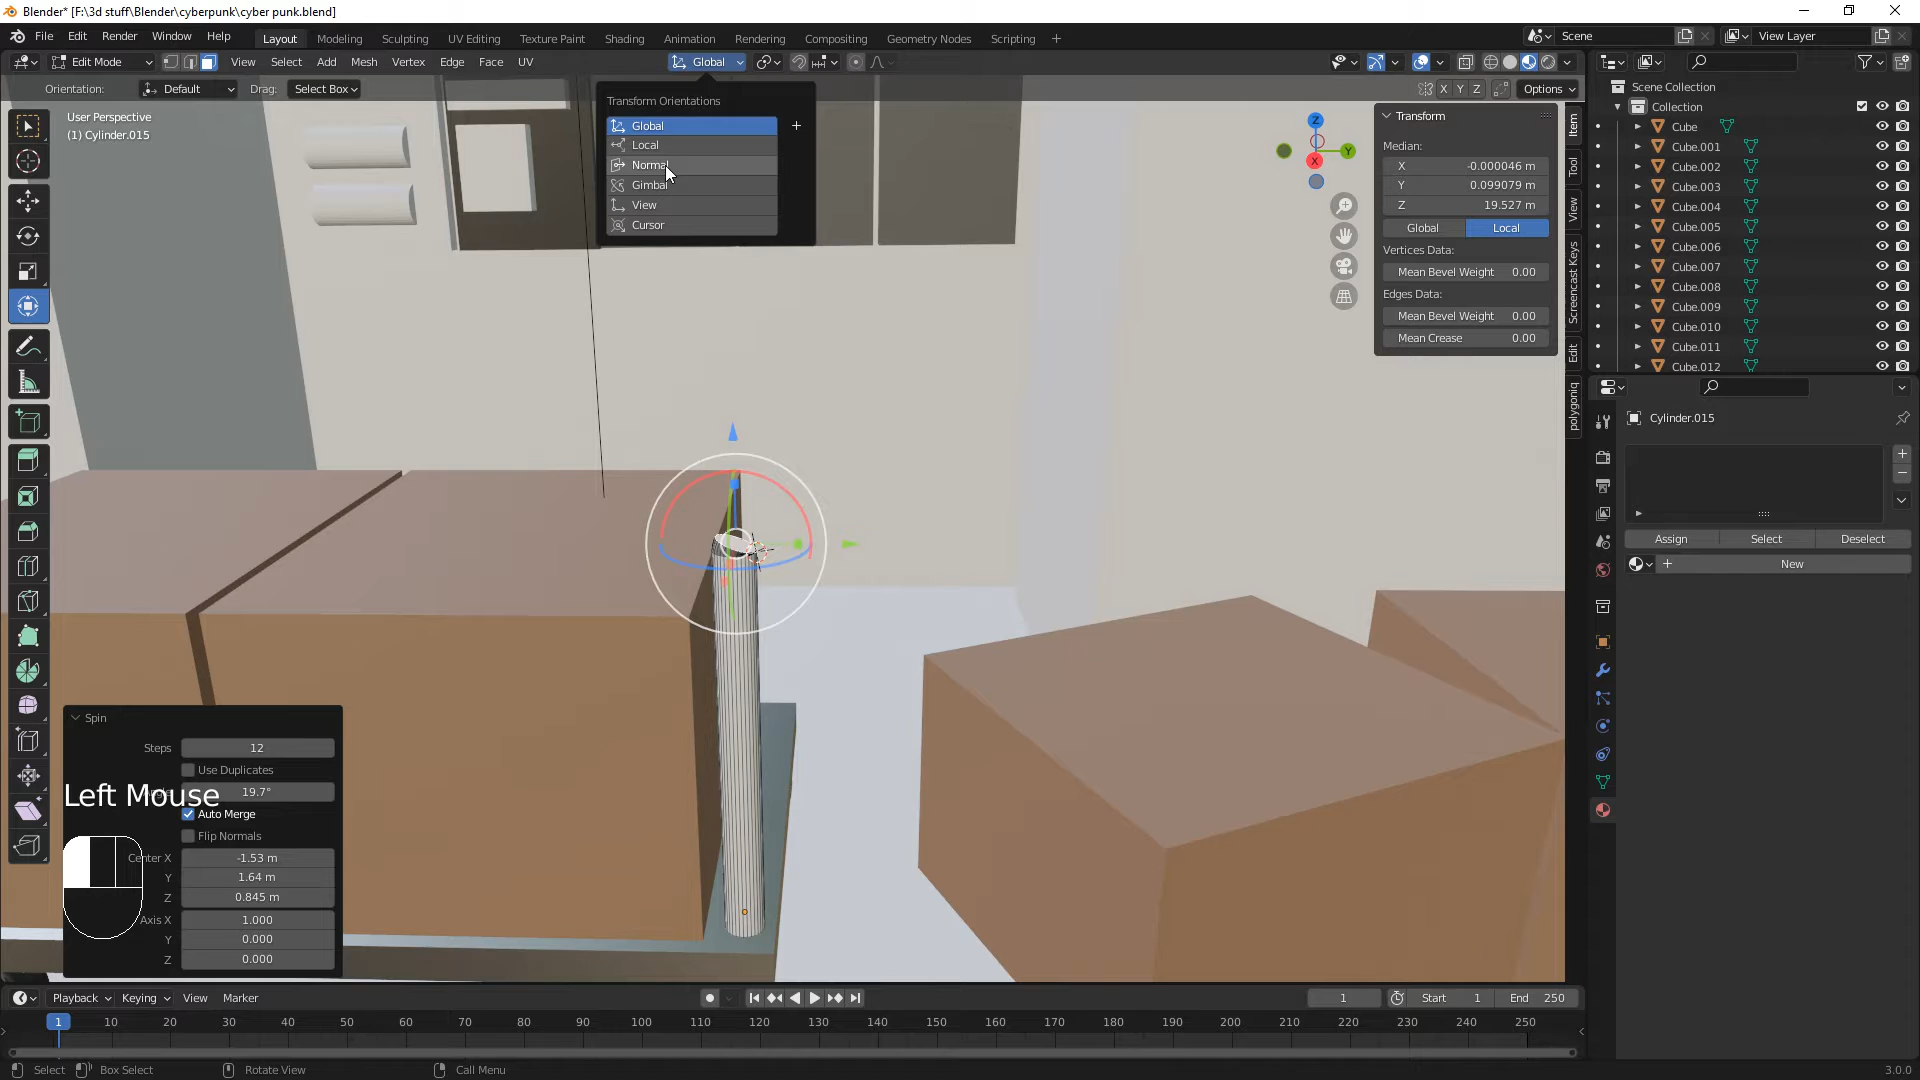 Blender* [F:\3d stuff\Blender\cyberpunk\cyber punk.blend]
File Edit Render Window Help Layout Modeling Sculpting UV Editing Texture Paint Shading Animation Rendering Compositing Geometry Nodes Scripting + Scene View Layer
Edit Mode View Select Add Mesh Vertex Edge Face UV Global
Orientation: Default Drag: Select Box X Y Z Options
User Perspective
(1) Cylinder.015
Transform Orientations
Global
Local
Normal
Gimbal
View
Cursor
Z
Y
X
Transform
Median:
X -0.000046 m
Y 0.099079 m
Z 19.527 m
Global Local
Vertices Data:
Mean Bevel Weight 0.00
Edges Data:
Mean Bevel Weight 0.00
Mean Crease 0.00
Item
Tool
View
Screencast Keys
Edit
polygoniq
Scene Collection
Collection
Cube
Cube.001
Cube.002
Cube.003
Cube.004
Cube.005
Cube.006
Cube.007
Cube.008
Cube.009
Cube.010
Cube.011
Cube.012
Cylinder.015
Assign Select Deselect
New
Spin
Steps 12
Use Duplicates
19.7°
Left Mouse
Auto Merge
Flip Normals
Center X -1.53 m
Y 1.64 m
Z 0.845 m
Axis X 1.000
Y 0.000
Z 0.000
Playback Keying View Marker 1 Start 1 End 250
1 10 20 30 40 50 60 70 80 90 100 110 120 130 140 150 160 170 180 190 200 210 220 230 240 250
Select Box Select Rotate View Call Menu 3.0.0